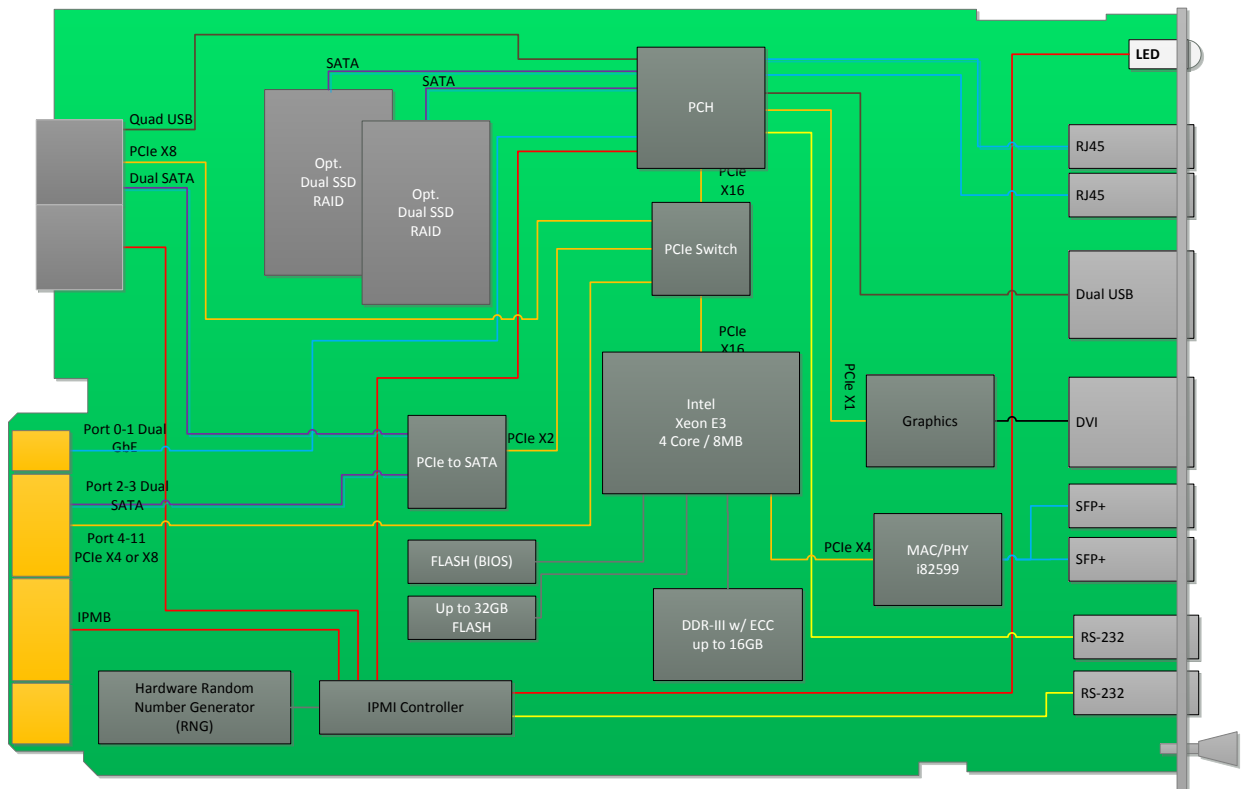 LED
SATA
SATA
PCH
Quad USB
PCIe X8
Dual SATA
RJ45
RJ45
Opt.
Dual SSD
RAID
Opt.
Dual SSD
RAID
PCIe
X16
PCIe Switch
Dual USB
PCIe
X16
PCIe X1
Intel
Xeon E3
4 Core / 8MB
Graphics
DVI
Port 0-1 Dual
GbE
PCIe X2
PCIe to SATA
Port 2-3 Dual
SATA
SFP+
Port 4-11
PCIe X4 or X8
FLASH (BIOS)
PCIe X4
MAC/PHY
i82599
SFP+
Up to 32GB
FLASH
DDR-III w/ ECC
up to 16GB
IPMB
RS-232
Hardware Random
Number Generator
(RNG)
IPMI Controller
RS-232